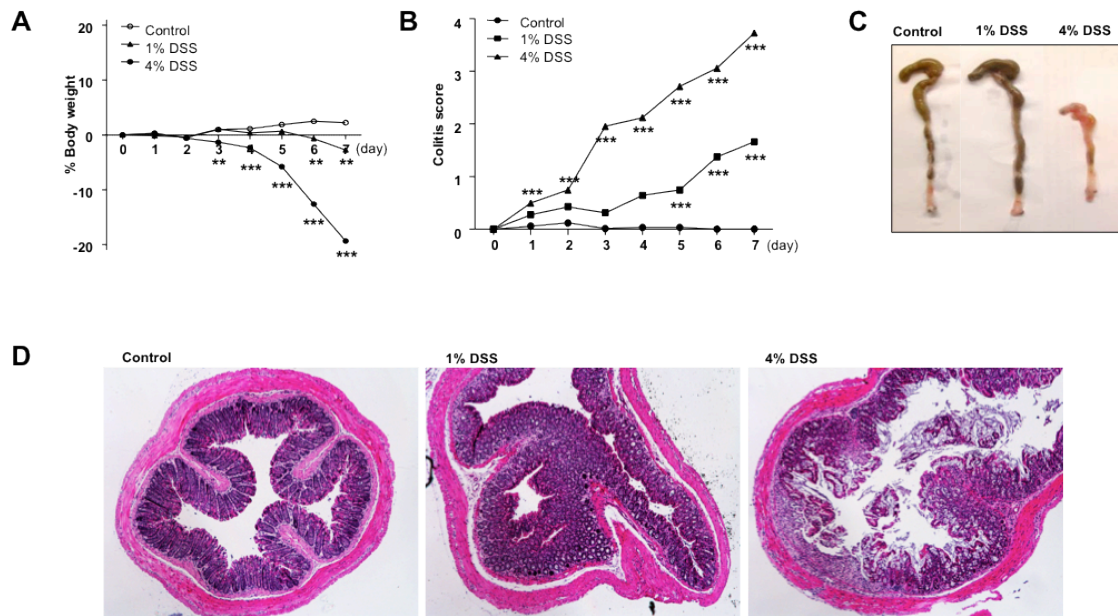 A
Control
1% DSS
4% DSS
% Body weight
20
10
0
-10
-20
0 1 2 3 4 5 6 7 (day)
** *** *** ** **
*** ***
B
Control
1% DSS
4% DSS
Colitis score
4
3
2
1
0
*** *** *** *** *** *** ***
*** *** ***
0 1 2 3 4 5 6 7 (day)
C
Control 1% DSS 4% DSS
D
Control 1% DSS 4% DSS